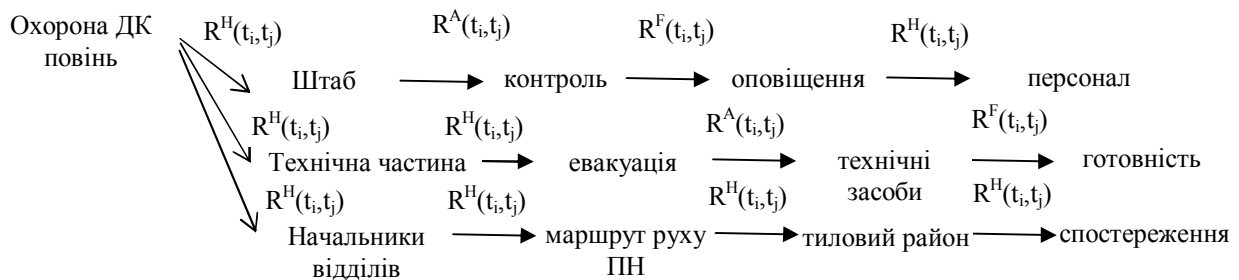 Охорона ДК
повінь
R^H(t_i,t_j) R^A(t_i,t_j) R^F(t_i,t_j) R^H(t_i,t_j)
Штаб контроль оповіщення персонал
R^H(t_i,t_j) R^H(t_i,t_j) R^A(t_i,t_j) R^F(t_i,t_j)
Технічна частина евакуація технічні готовність
засоби
R^H(t_i,t_j) R^H(t_i,t_j) R^H(t_i,t_j) R^H(t_i,t_j)
Начальники маршрут руху тиловий район спостереження
відділів ПН